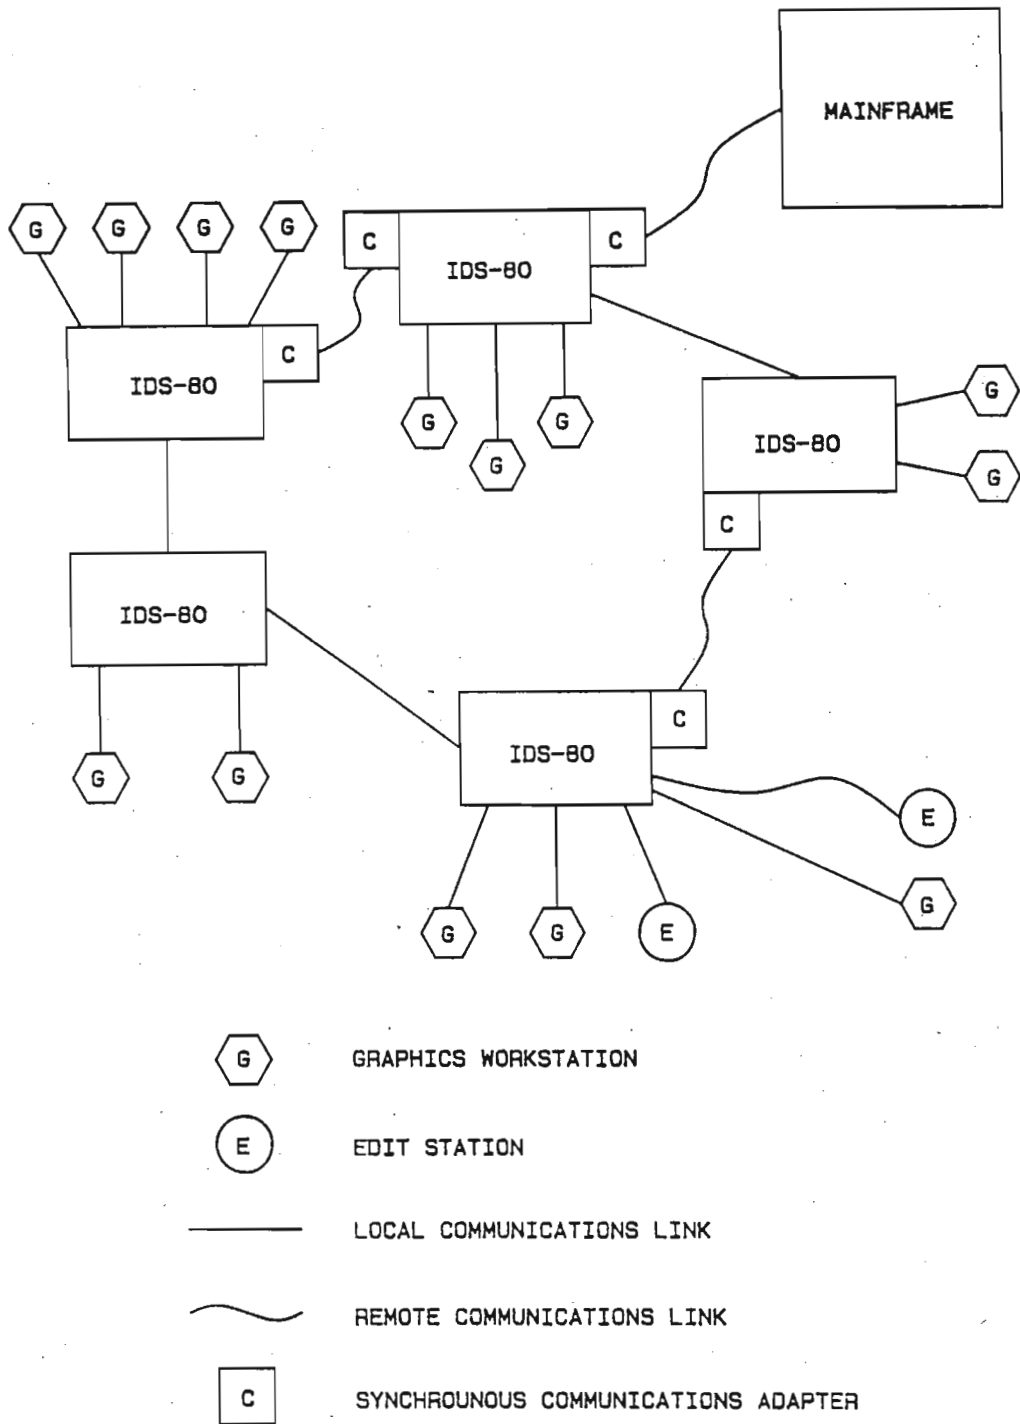 MAINFRAME
G G G G
C
C
IDS-80
C
IDS-80
G
G
G
G
IDS-80
G
C
G
IDS-80
C
IDS-80
G
G
E
G
G
G
E
G GRAPHICS WORKSTATION
E EDIT STATION
LOCAL COMMUNICATIONS LINK
REMOTE COMMUNICATIONS LINK
C SYNCHROUNOUS COMMUNICATIONS ADAPTER